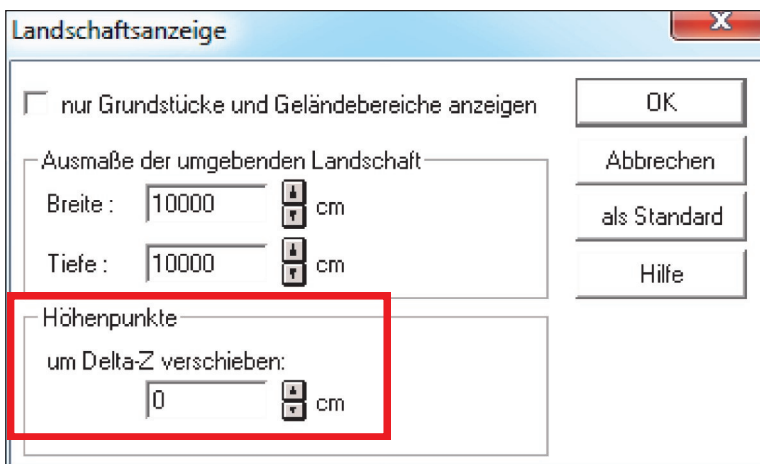 Landschaftsanzeige
x
nur Grundstücke und Geländebereiche anzeigen
OK
Ausmaße der umgebenden Landschaft
Abbrechen
Breite : 10000 cm
als Standard
Tiefe : 10000 cm
Hilfe
Höhenpunkte
um Delta-Z verschieben:
0 cm